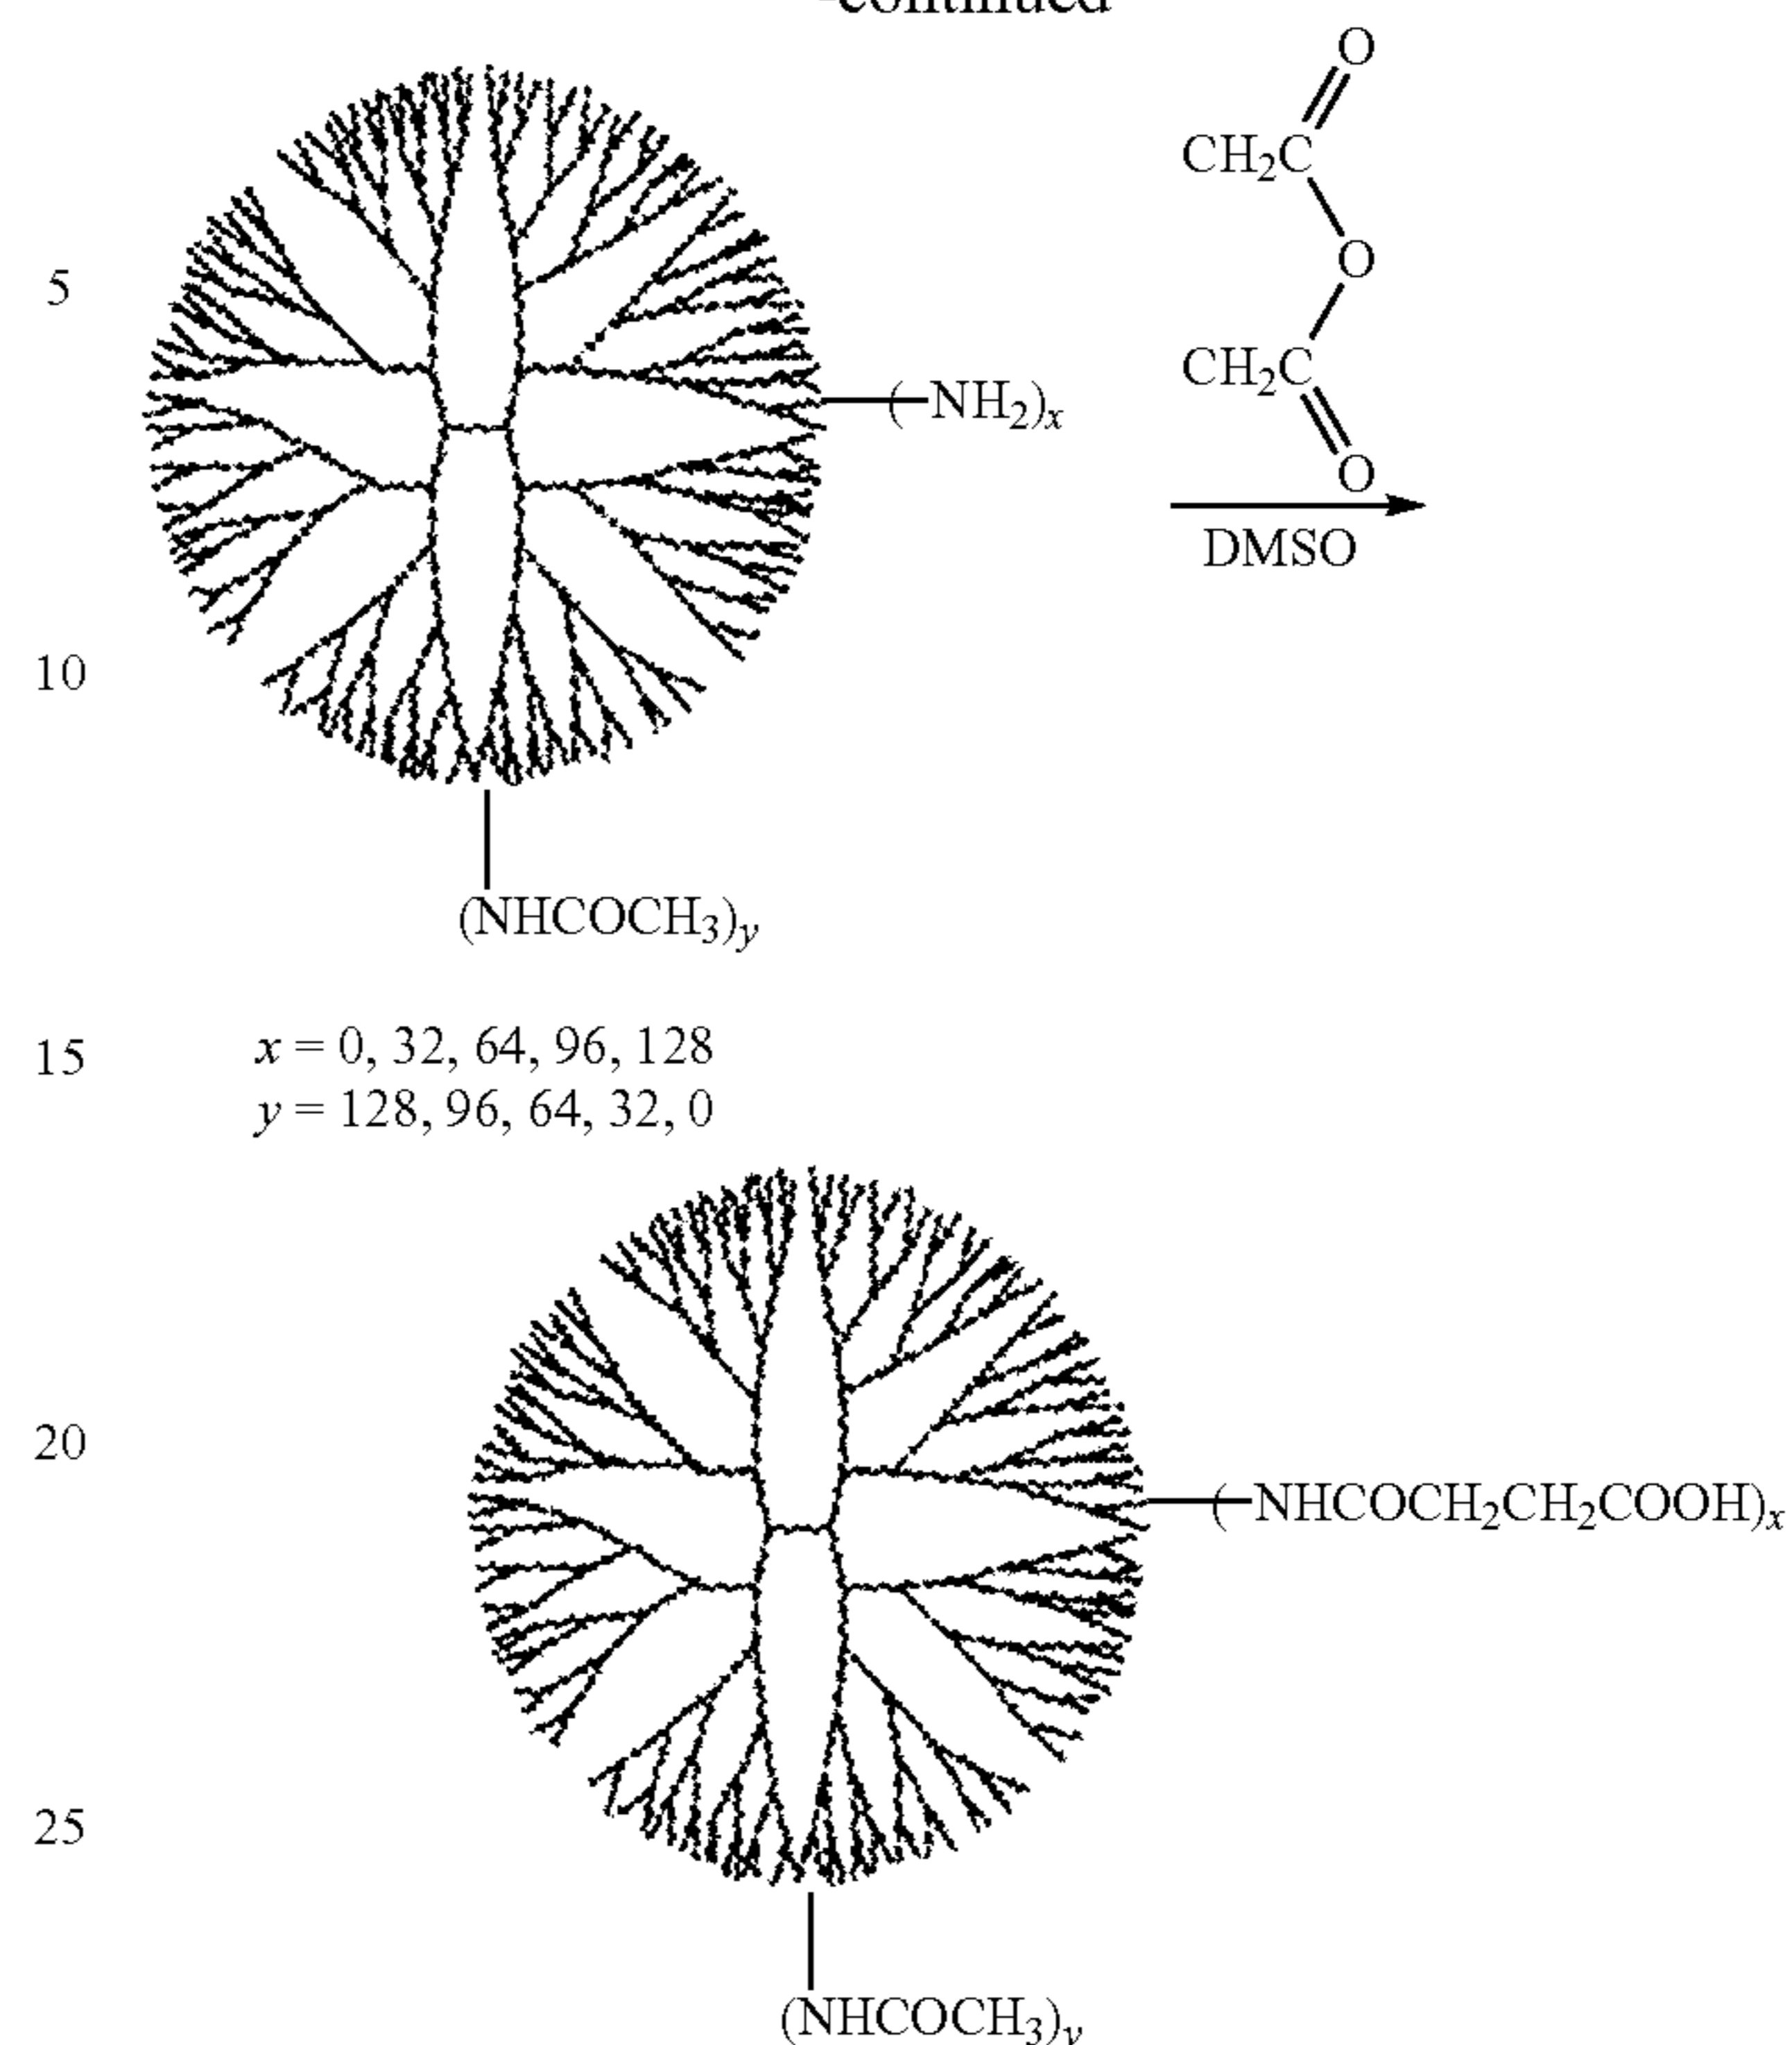 -continued
O
CH₂C
O
CH₂C
O
DMSO
5
(NH₂)ₓ
10
(NHCOCH₃)y
15
x = 0, 32, 64, 96, 128
y = 128, 96, 64, 32, 0
20
(NHCOCH₂CH₂COOH)ₓ
25
(NHCOCH₃)y